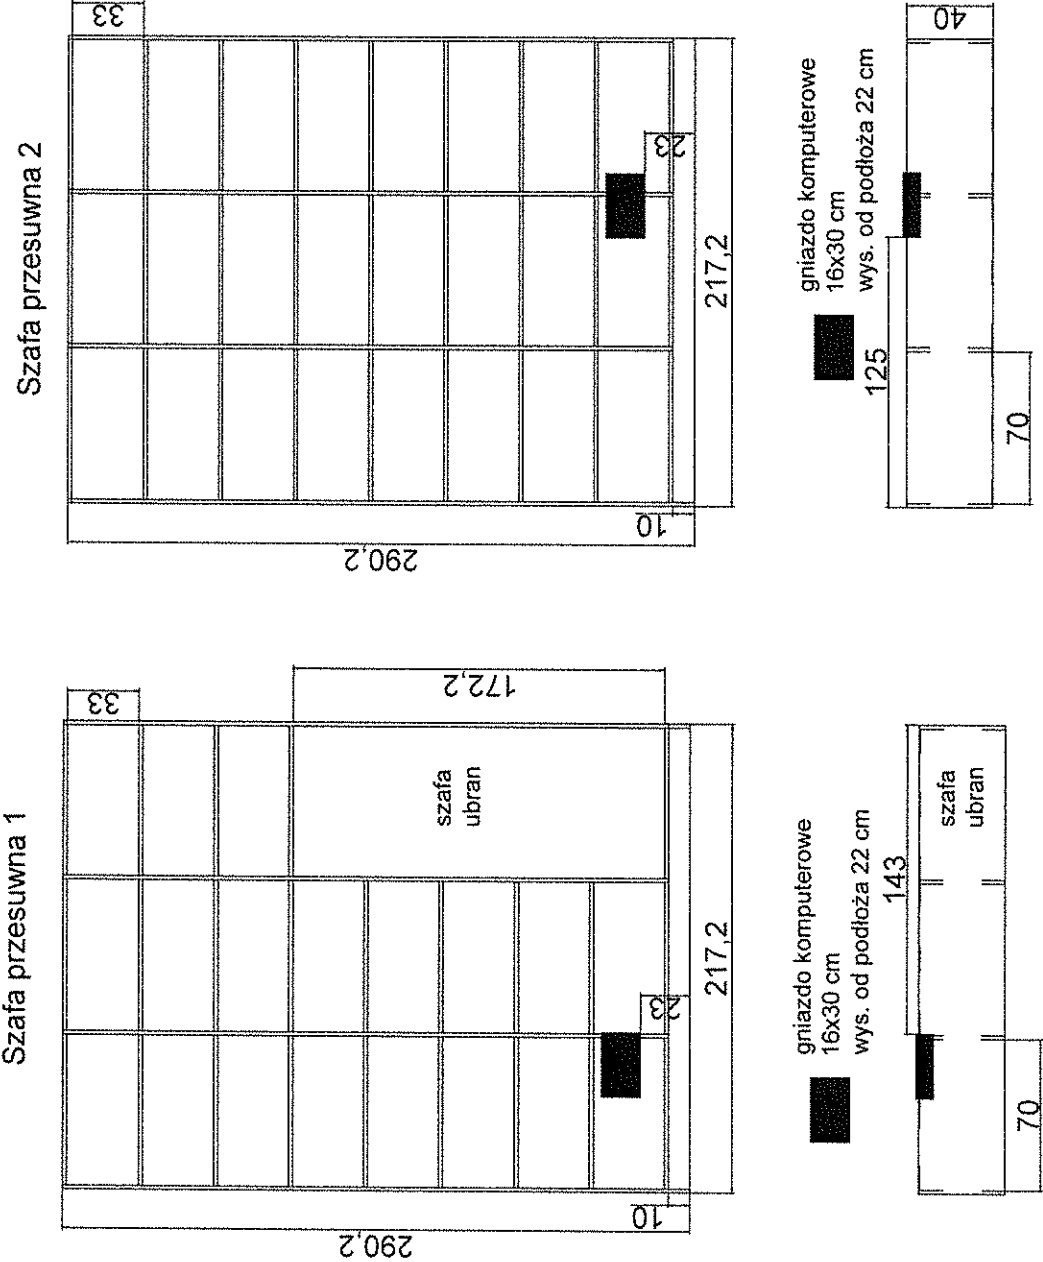 Szafa przesuwna 1
33
172,2
290,2
10
23
217,2
szafa
ubran
gniazdo komputerowe
16x30 cm
wys. od podłoża 22 cm
143
70
szafa
ubran
Szafa przesuwna 2
33
290,2
10
23
217,2
gniazdo komputerowe
16x30 cm
wys. od podłoża 22 cm
125
70
40